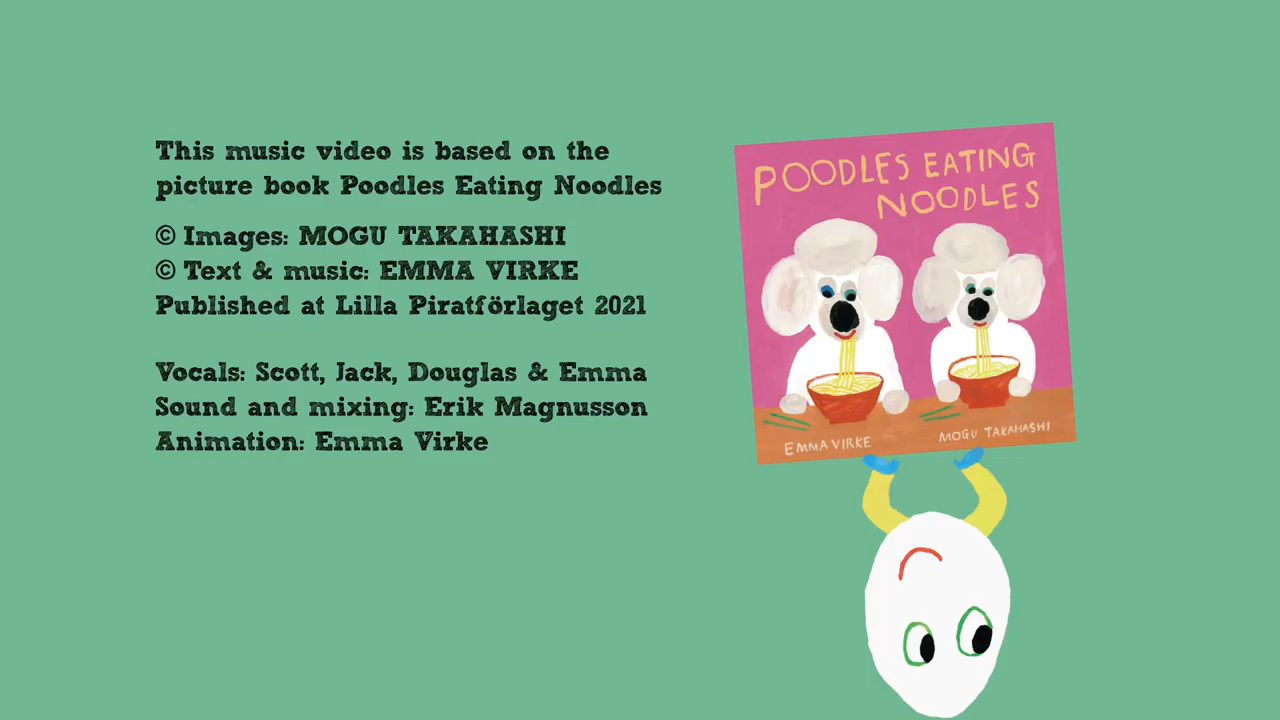 This music video is based on the
picture book Poodles Eating Noodles
© Images: MOGU TAKAHASHI
© Text & music: EMMA VIRKE
Published at Lilla Piratförlaget 2021
Vocals: Scott, Jack, Douglas & Emma
Sound and mixing: Erik Magnusson
Animation: Emma Virke
POODLES EATING
NOODLES
EMMA VIRKE
MOGU TAKAHASHI